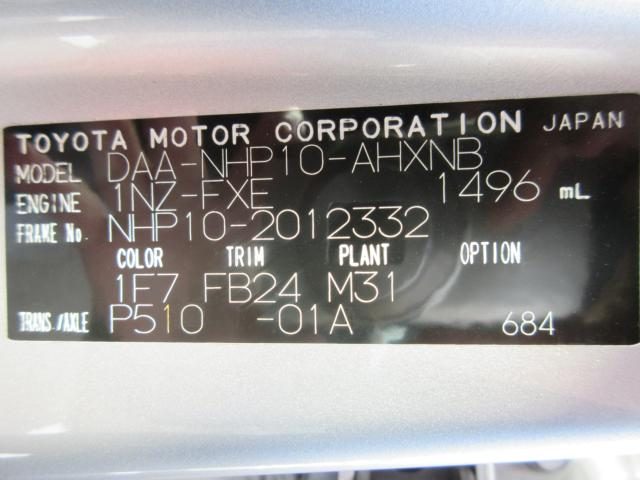 TOYOTA MOTOR CORPORATION JAPAN
MODEL DAA-NHP10-AHXNB
ENGINE 1NZ-FXE 1496 mL
FRAME No. NHP10-2012332
COLOR TRIM PLANT OPTION
1F7 FB24 M31
TRANS./AXLE P510 -01A 684